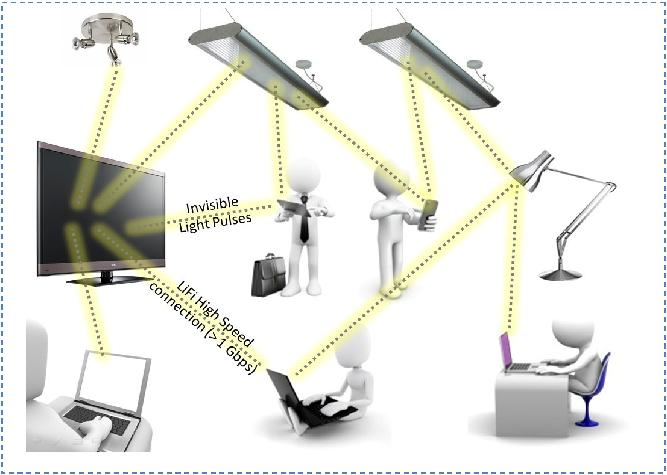 Invisible
Light Pulses
LiFi High Speed
connection (> 1 Gbps)